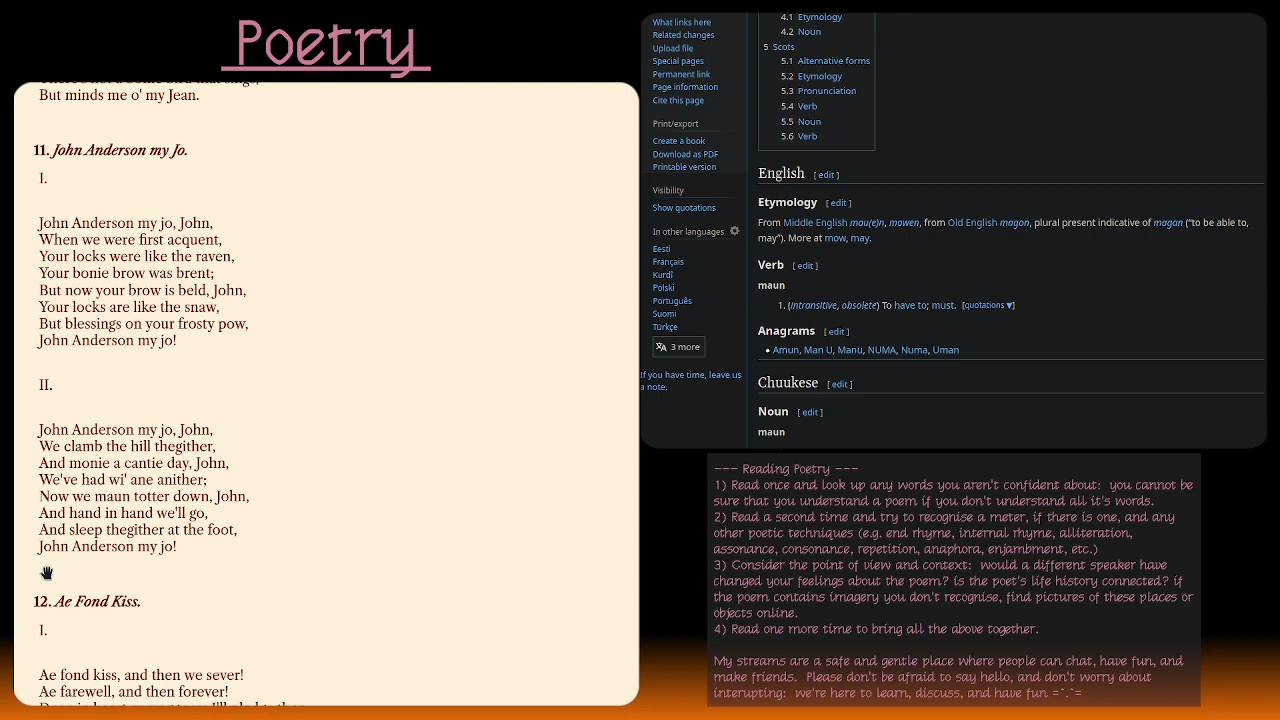 Poetry
But minds me o' my Jean.
11. John Anderson my Jo.
I.
John Anderson my jo, John,
When we were first acquent,
Your locks were like the raven,
Your bonie brow was brent;
But now your brow is beld, John,
Your locks are like the snaw,
But blessings on your frosty pow,
John Anderson my jo!
II.
John Anderson my jo, John,
We clamb the hill thegither,
And monie a cantie day, John,
We've had wi' ane anither;
Now we maun totter down, John,
And hand in hand we'll go,
And sleep thegither at the foot,
John Anderson my jo!
12. Ae Fond Kiss.
I.
Ae fond kiss, and then we sever!
Ae farewell, and then forever!
What links here
Related changes
Upload file
Special pages
Permanent link
Page information
Cite this page
Print/export
Create a book
Download as PDF
Printable version
Visibility
Show quotations
In other languages
Eesti
Français
Kurdî
Polski
Português
Suomi
Türkçe
3 more
If you have time, leave us
a note.
4.1 Etymology
4.2 Noun
5 Scots
5.1 Alternative forms
5.2 Etymology
5.3 Pronunciation
5.4 Verb
5.5 Noun
5.6 Verb
English [ edit ]
Etymology [ edit ]
From Middle English mau(e)n, mowen, from Old English magon, plural present indicative of magan (“to be able to,
may”). More at mow, may.
Verb [ edit ]
maun
1. (intransitive, obsolete) To have to; must. [quotations ▼]
Anagrams [ edit ]
• Amun, Man U, Manu, NUMA, Numa, Uman
Chuukese [ edit ]
Noun [ edit ]
maun
--- Reading Poetry ---
1) Read once and look up any words you aren't confident about: you cannot be
sure that you understand a poem if you don't understand all it's words.
2) Read a second time and try to recognise a meter, if there is one, and any
other poetic techniques (e.g. end rhyme, internal rhyme, alliteration,
assonance, consonance, repetition, anaphora, enjambment, etc.)
3) Consider the point of view and context: would a different speaker have
changed your feelings about the poem? is the poet's life history connected? if
the poem contains imagery you don't recognise, find pictures of these places or
objects online.
4) Read one more time to bring all the above together.
My streams are a safe and gentle place where people can chat, have fun, and
make friends. Please don't be afraid to say hello, and don't worry about
interupting: we're here to learn, discuss, and have fun =^.^=